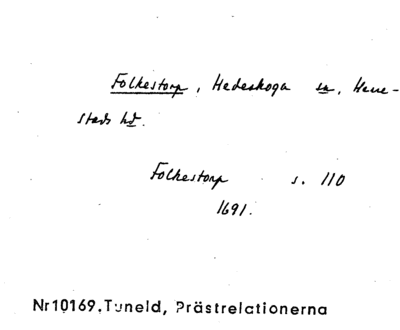 Folkestorp, Hedeskoga sn, Herre-
stads hd.
Folkestorp s. 110
1691.
Nr10169.Tuneld, Prästrelationerna